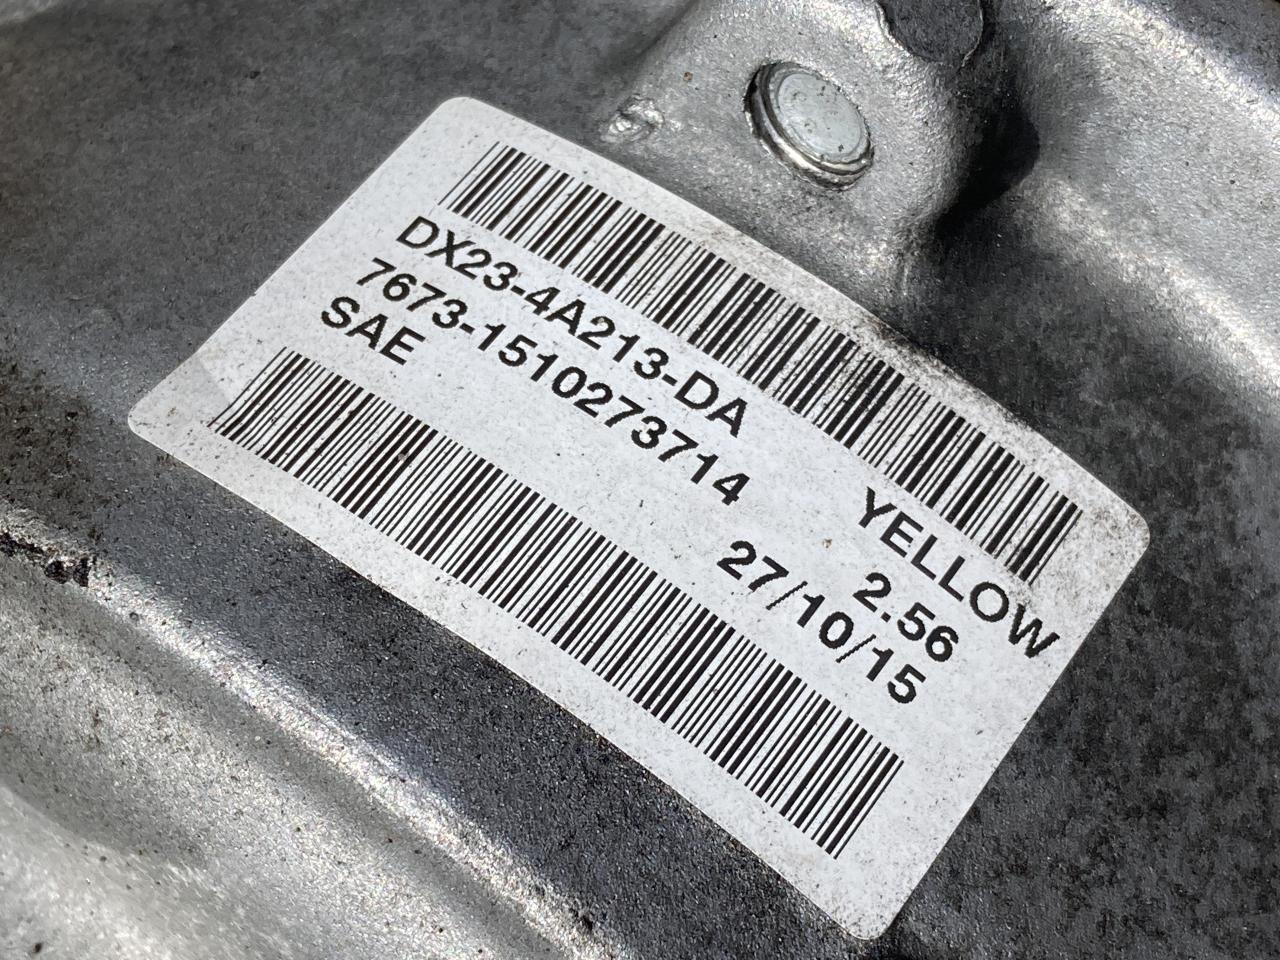 DX23-4A213-DA YELLOW
7673-1510273714 2.56
SAE 27/10/15